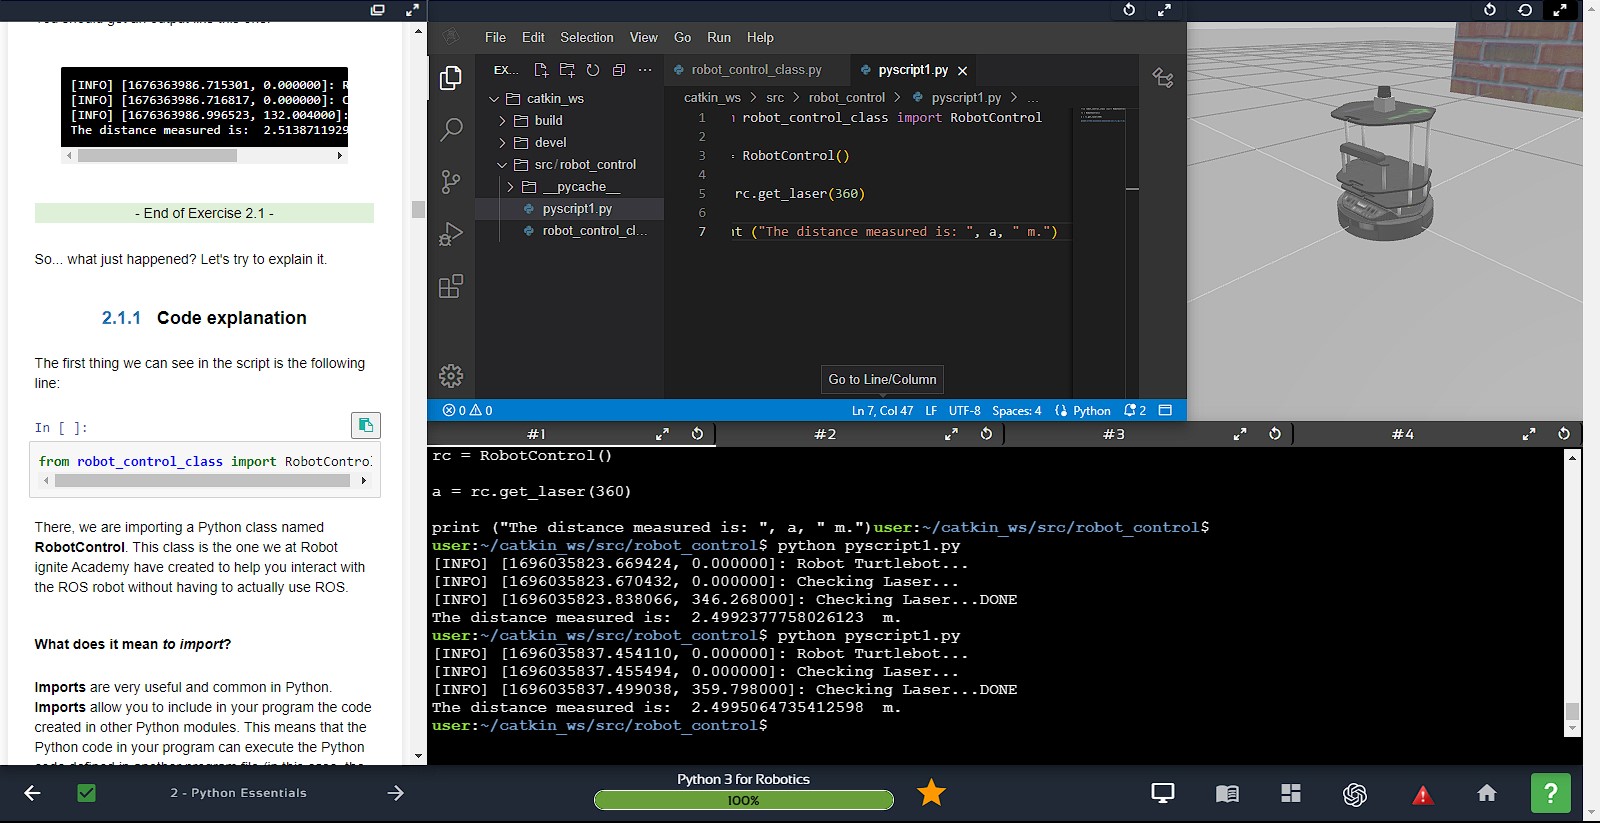 [INFO] [1676363986.715301, 0.000000]: R
[INFO] [1676363986.716817, 0.000000]: C
[INFO] [1676363986.996523, 132.004000]:
The distance measured is:  2.5138711929
- End of Exercise 2.1 -
So... what just happened? Let's try to explain it.
2.1.1 Code explanation
The first thing we can see in the script is the following
line:
In [ ]:
from robot_control_class import RobotControl
There, we are importing a Python class named
RobotControl. This class is the one we at Robot
ignite Academy have created to help you interact with
the ROS robot without having to actually use ROS.
What does it mean to import?
Imports are very useful and common in Python.
Imports allow you to include in your program the code
created in other Python modules. This means that the
Python code in your program can execute the Python
File Edit Selection View Go Run Help
EX...
catkin_ws
build
devel
src/robot_control
__pycache__
pyscript1.py
robot_control_cl...
robot_control_class.py
pyscript1.py
catkin_ws > src > robot_control > pyscript1.py > ...
1 robot_control_class import RobotControl
2
3 = RobotControl()
4
5 rc.get_laser(360)
6
7 nt ("The distance measured is: ", a, " m.")
Go to Line/Column
0 0
Ln 7, Col 47 LF UTF-8 Spaces: 4 Python 2
#1
#2
#3
#4
rc = RobotControl()
a = rc.get_laser(360)
print ("The distance measured is: ", a, " m.")user:~/catkin_ws/src/robot_control$
user:~/catkin_ws/src/robot_control$ python pyscript1.py
[INFO] [1696035823.669424, 0.000000]: Robot Turtlebot...
[INFO] [1696035823.670432, 0.000000]: Checking Laser...
[INFO] [1696035823.838066, 346.268000]: Checking Laser...DONE
The distance measured is:  2.4992377758026123  m.
user:~/catkin_ws/src/robot_control$ python pyscript1.py
[INFO] [1696035837.454110, 0.000000]: Robot Turtlebot...
[INFO] [1696035837.455494, 0.000000]: Checking Laser...
[INFO] [1696035837.499038, 359.798000]: Checking Laser...DONE
The distance measured is:  2.4995064735412598  m.
user:~/catkin_ws/src/robot_control$
2 - Python Essentials
Python 3 for Robotics
100%
?